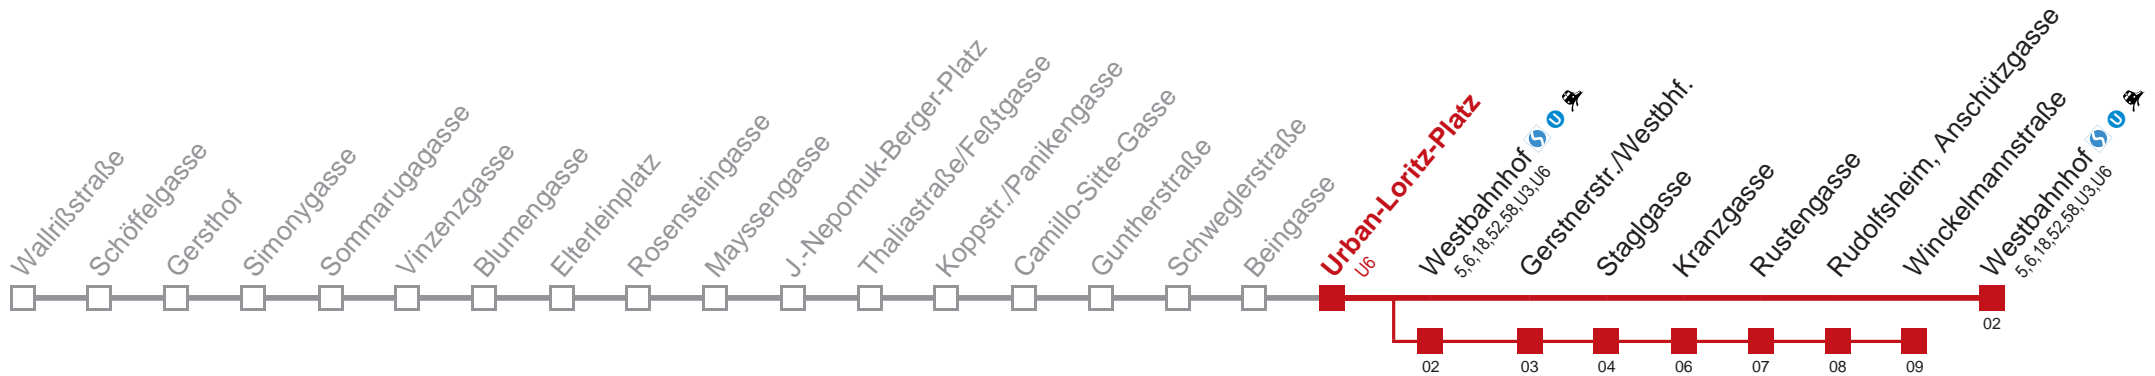 Wallrißstraße
Schöffelgasse
Gersthof
Simonygasse
Sommarugagasse
Vinzenzgasse
Blumengasse
Elterleinplatz
Rosensteingasse
Mayssengasse
J.-Nepomuk-Berger-Platz
Thaliastraße/Feßtgasse
Koppstr./Panikengasse
Camillo-Sitte-Gasse
Guntherstraße
Schweglerstraße
Beingasse
Urban-Loritz-Platz
U6
Westbahnhof S U
5,6,18,52,58,U3,U6
Gerstnerstr./Westbhf.
Staglgasse
Kranzgasse
Rustengasse
Rudolfsheim, Anschützgasse
Winckelmannstraße
Westbahnhof S U
5,6,18,52,58,U3,U6
02
02
03
04
06
07
08
09